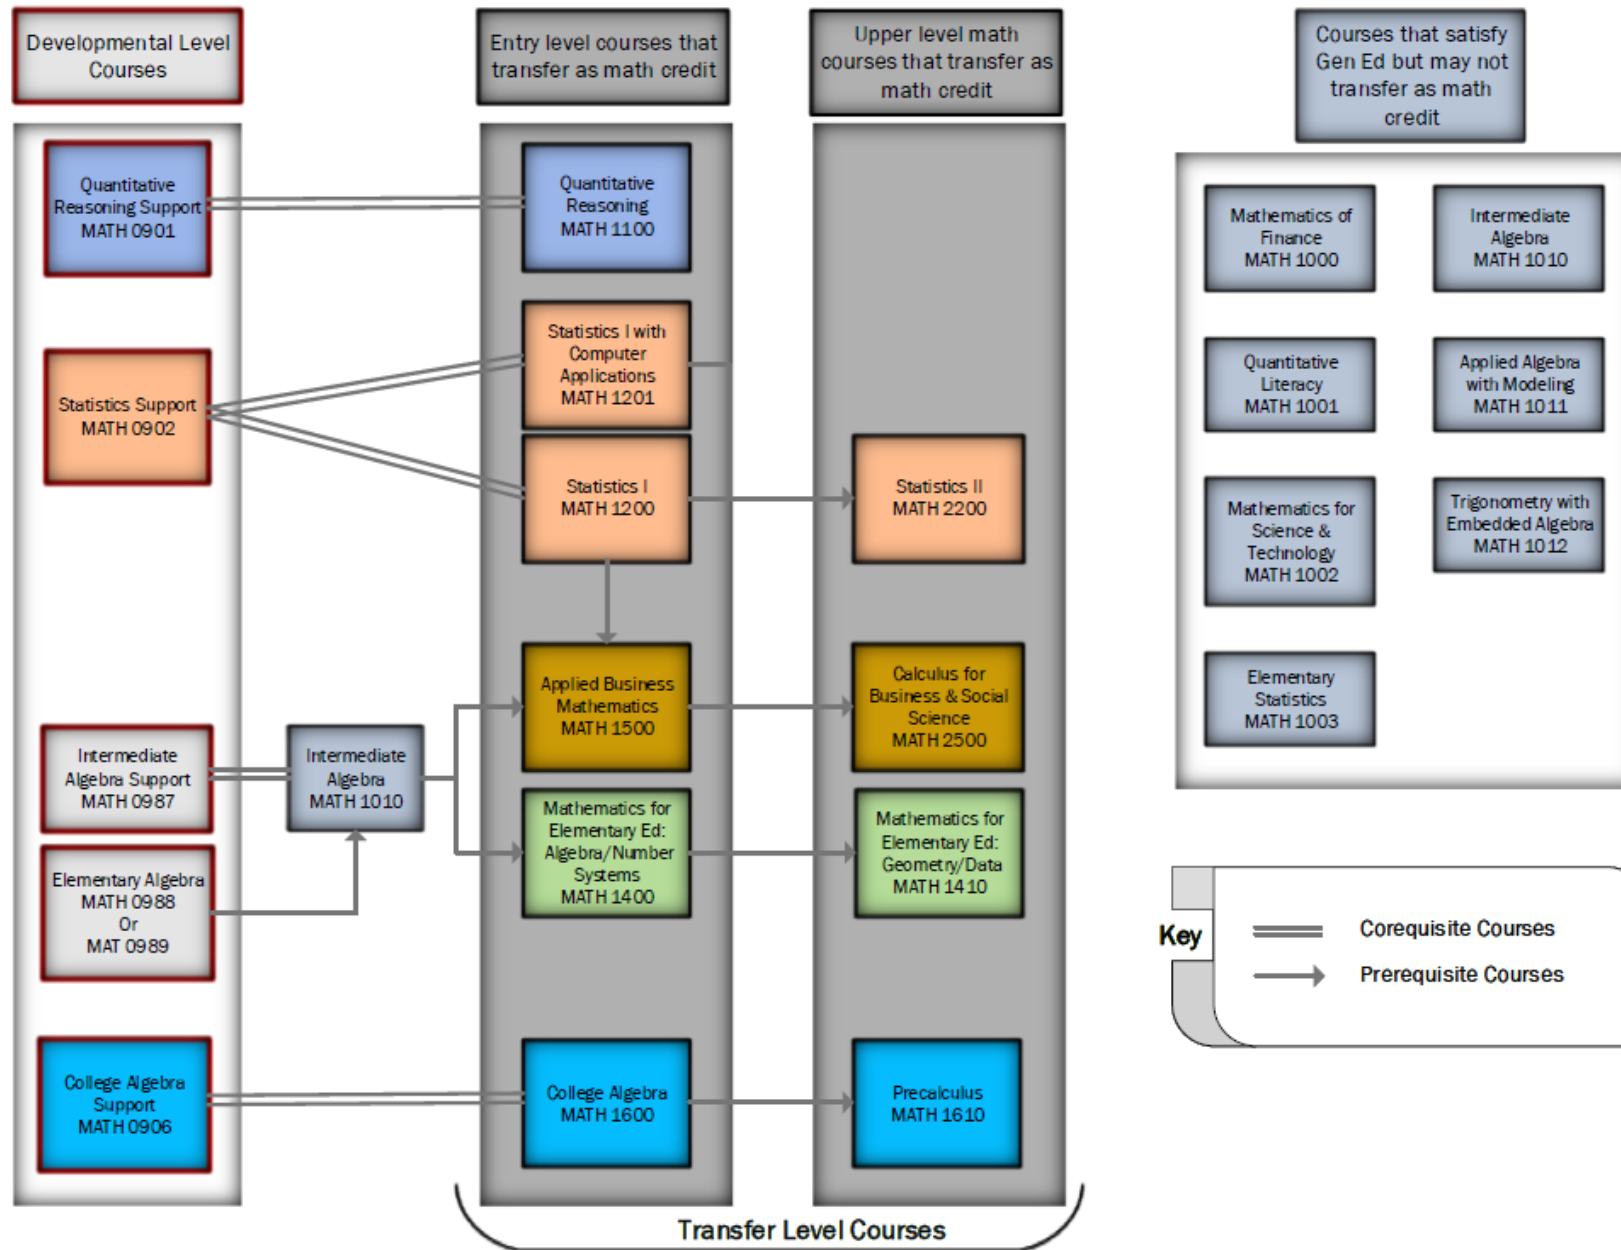 Developmental Level
Courses
Entry level courses that
transfer as math credit
Upper level math
courses that transfer as
math credit
Courses that satisfy
Gen Ed but may not
transfer as math
credit
Quantitative
Reasoning Support
MATH 0901
Quantitative
Reasoning
MATH 1100
Statistics I with
Computer
Applications
MATH 1201
Statistics Support
MATH 0902
Statistics I
MATH 1200
Statistics II
MATH 2200
Applied Business
Mathematics
MATH 1500
Calculus for
Business & Social
Science
MATH 2500
Intermediate
Algebra Support
MATH 0987
Intermediate
Algebra
MATH 1010
Mathematics for
Elementary Ed:
Algebra/Number
Systems
MATH 1400
Mathematics for
Elementary Ed:
Geometry/Data
MATH 1410
Elementary Algebra
MATH 0988
Or
MAT 0989
College Algebra
Support
MATH 0906
College Algebra
MATH 1600
Precalculus
MATH 1610
Transfer Level Courses
Mathematics of
Finance
MATH 1000
Intermediate
Algebra
MATH 1010
Quantitative
Literacy
MATH 1001
Applied Algebra
with Modeling
MATH 1011
Mathematics for
Science &
Technology
MATH 1002
Trigonometry with
Embedded Algebra
MATH 1012
Elementary
Statistics
MATH 1003
Key
Corequisite Courses
Prerequisite Courses